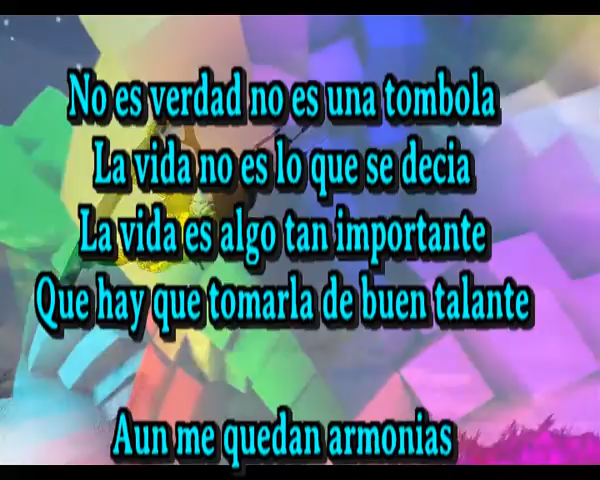 No es verdad no es una tombola
La vida no es lo que se decia
La vida es algo tan importante
Que hay que tomarla de buen talante
Aun me quedan armonias